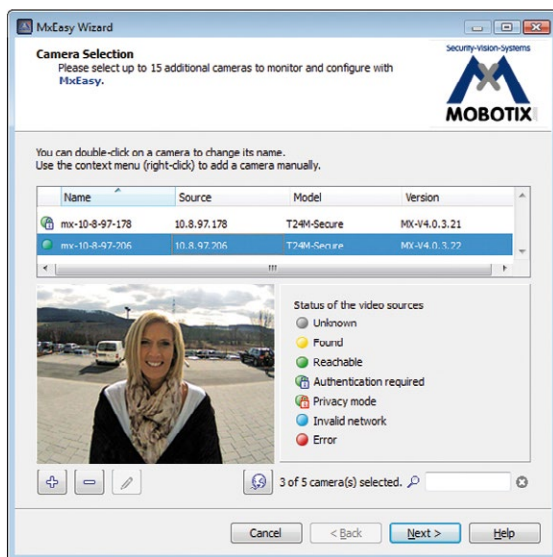 MxEasy Wizard
Camera Selection
Please select up to 15 additional cameras to monitor and configure with
MxEasy.
Security-Vision-Systems
MOBOTIX
You can double-click on a camera to change its name.
Use the context menu (right-click) to add a camera manually.
Name Source Model Version
mx-10-8-97-178 10.8.97.178 T24M-Secure MX-V4.0.3.21
mx-10-8-97-206 10.8.97.206 T24M-Secure MX-V4.0.3.22
Status of the video sources
Unknown
Found
Reachable
Authentication required
Privacy mode
Invalid network
Error
3 of 5 camera(s) selected.
Cancel < Back Next > Help